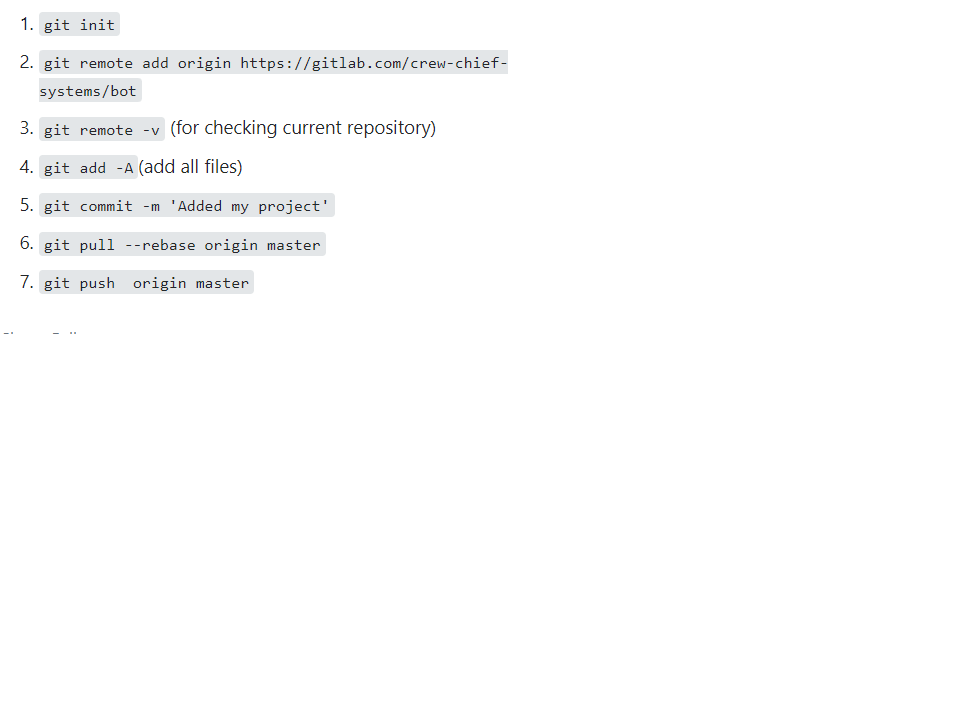 1. git init
2. git remote add origin https://gitlab.com/crew-chief-
systems/bot
3. git remote -v (for checking current repository)
4. git add -A(add all files)
5. git commit -m 'Added my project'
6. git pull --rebase origin master
7. git push  origin master